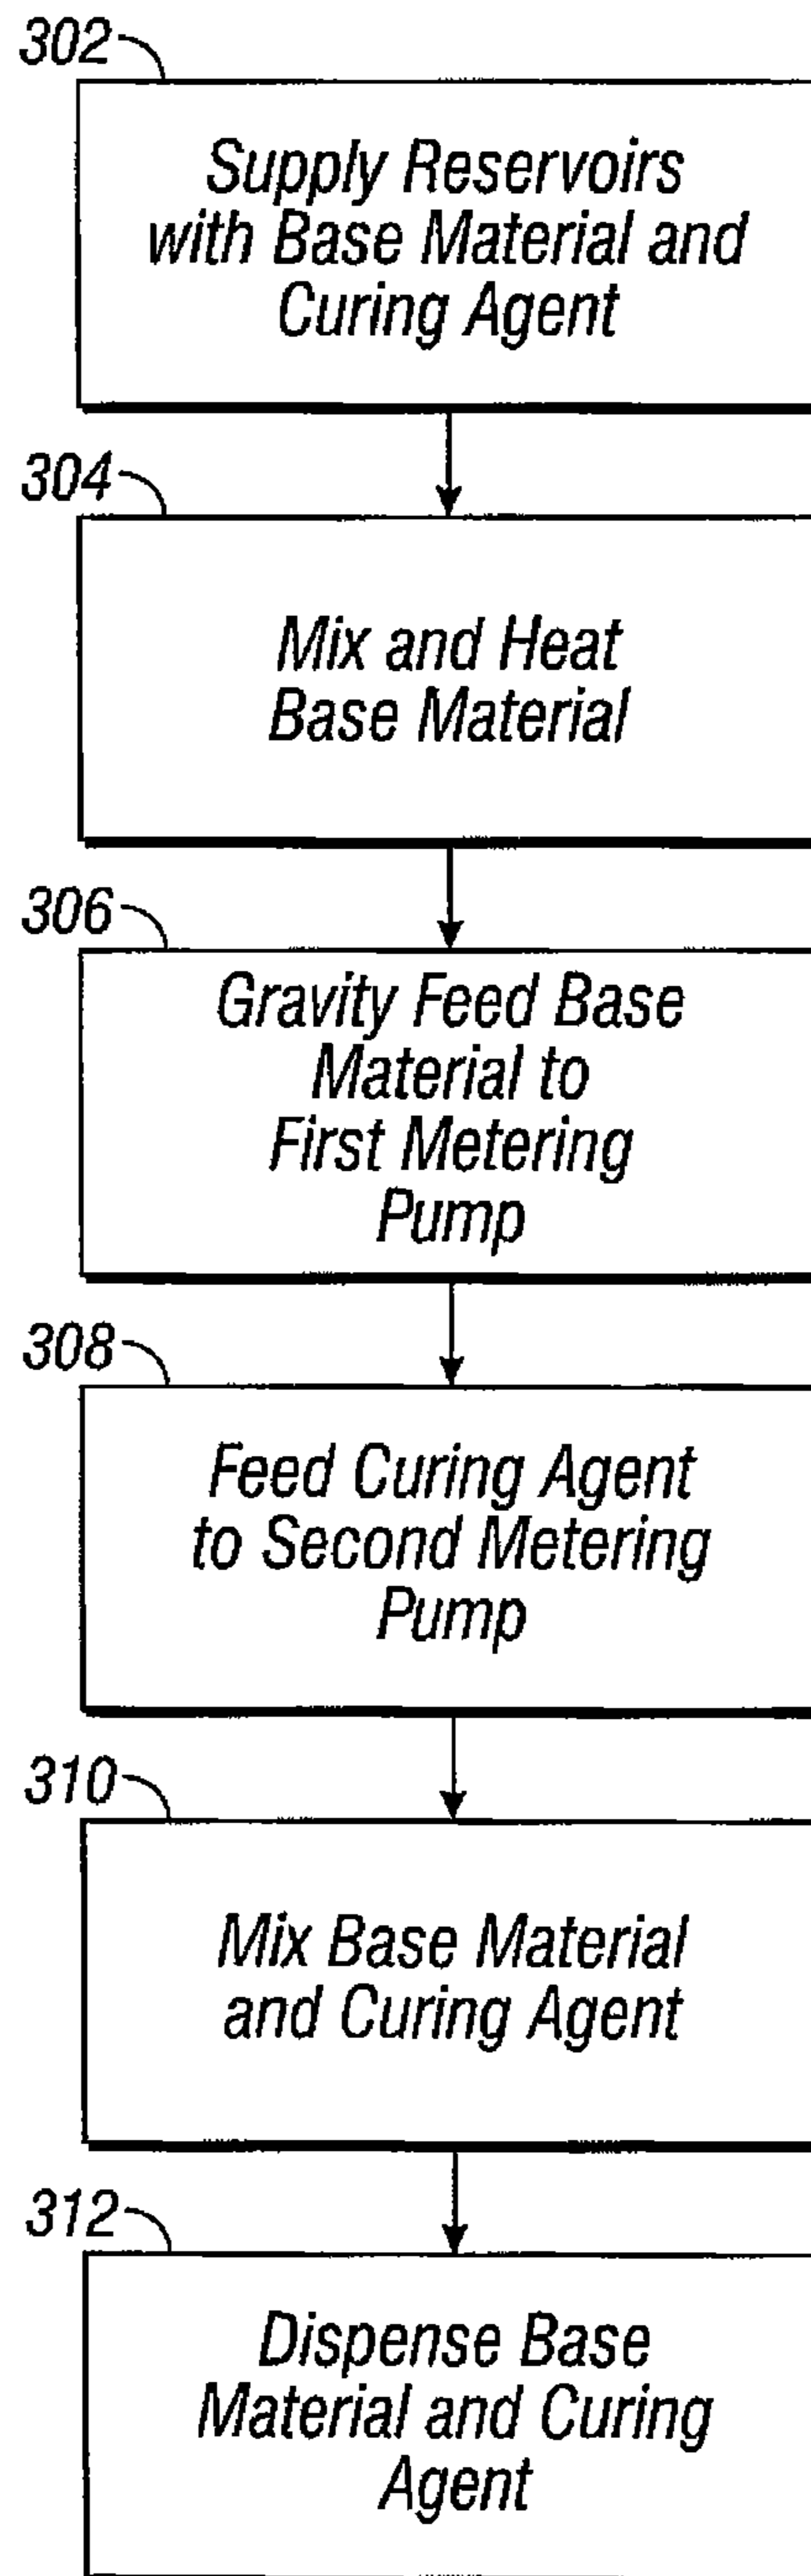 302
Supply Reservoirs
with Base Material and
Curing Agent
304
Mix and Heat
Base Material
306
Gravity Feed Base
Material to
First Metering
Pump
308
Feed Curing Agent
to Second Metering
Pump
310
Mix Base Material
and Curing Agent
312
Dispense Base
Material and Curing
Agent